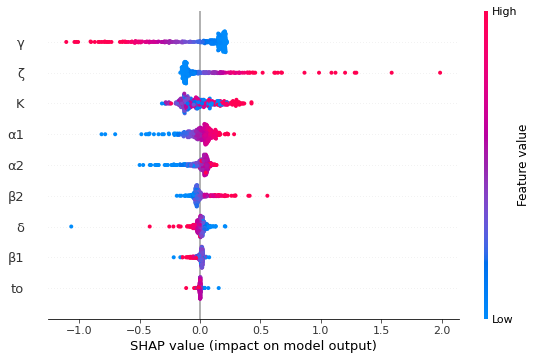 High
γ
ζ
K
α1
α2
β2
δ
β1
to
Feature value
Low
−1.0 −0.5 0.0 0.5 1.0 1.5 2.0
SHAP value (impact on model output)